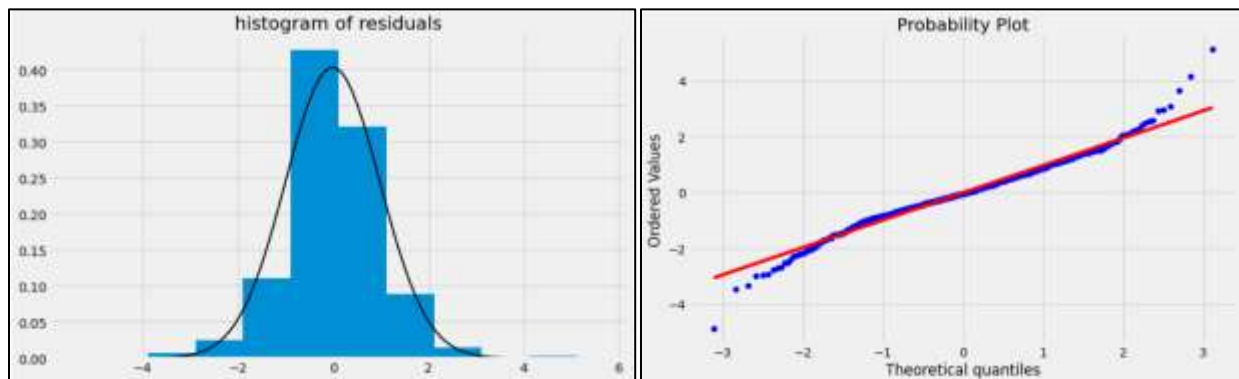 histogram of residuals
0.40
0.35
0.30
0.25
0.20
0.15
0.10
0.05
0.00
−4 −2 0 2 4 6
Probability Plot
Ordered Values
4
2
0
−2
−4
−3 −2 −1 0 1 2 3
Theoretical quantiles